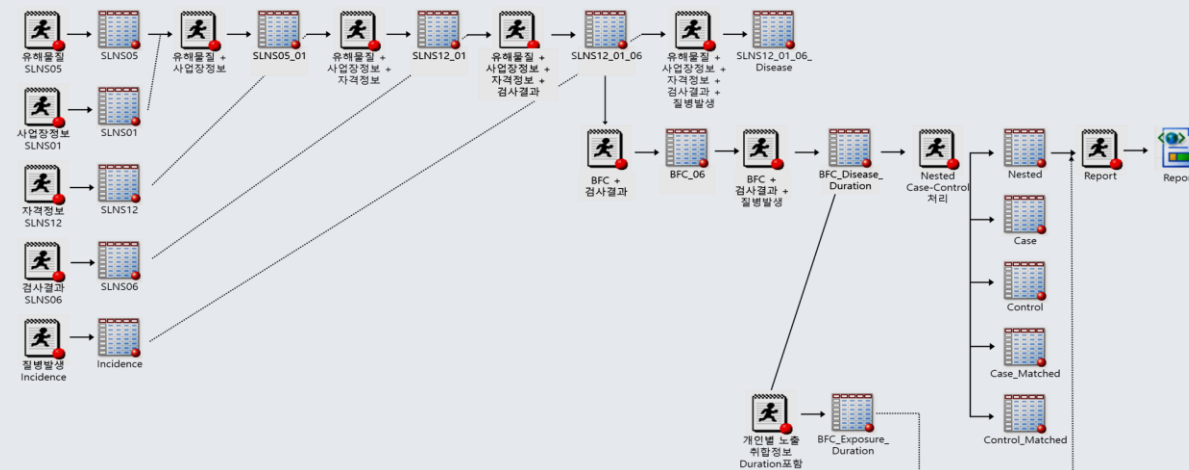 유해물질
SLNS05
SLNS05
유해물질 +
사업장정보
SLNS05_01
유해물질 +
사업장정보 +
자격정보
SLNS12_01
유해물질 +
사업장정보 +
자격정보 +
검사결과
SLNS12_01_06
유해물질 +
사업장정보 +
자격정보 +
검사결과 +
질병발생
SLNS12_01_06_
Disease
사업장정보
SLNS01
SLNS01
BFC +
검사결과
BFC_06
BFC +
검사결과 +
질병발생
BFC_Disease_
Duration
Nested
Case-Control
처리
Nested
Report
Repor
자격정보
SLNS12
SLNS12
Case
검사결과
SLNS06
SLNS06
Control
질병발생
Incidence
Incidence
Case_Matched
개인별 노출
취합정보
Duration포함
BFC_Exposure_
Duration
Control_Matched